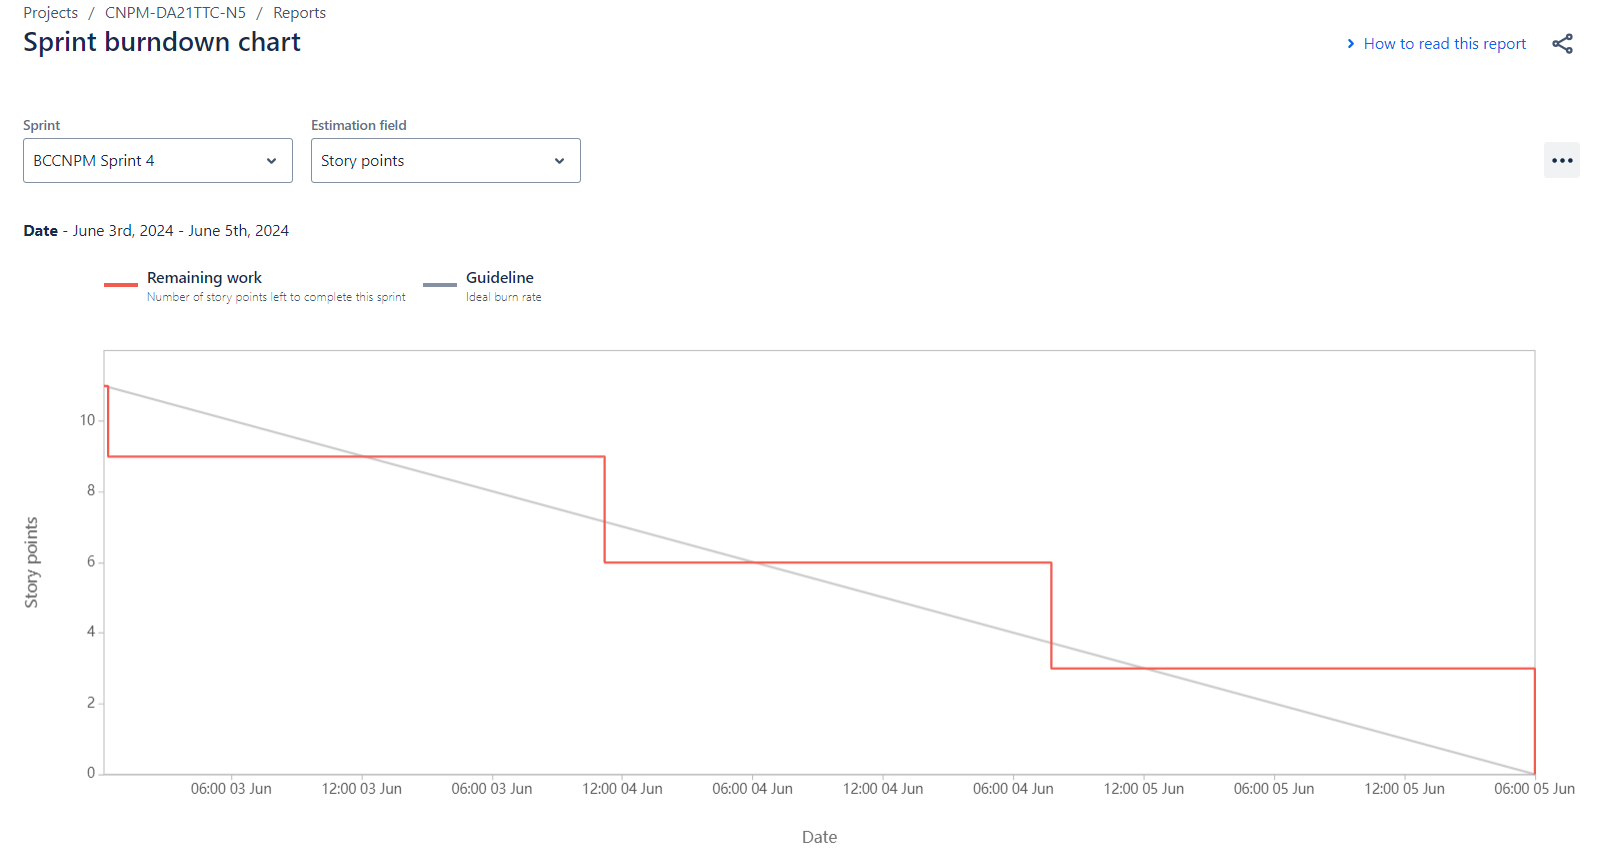 Projects / CNPM-DA21TTC-N5 / Reports
Sprint burndown chart
How to read this report
Sprint
Estimation field
BCCNPM Sprint 4
Story points
Date - June 3rd, 2024 - June 5th, 2024
Remaining work
Number of story points left to complete this sprint
Guideline
Ideal burn rate
10
8
6
4
2
0
Story points
06:00 03 Jun
12:00 03 Jun
06:00 03 Jun
12:00 04 Jun
06:00 04 Jun
12:00 04 Jun
06:00 04 Jun
12:00 05 Jun
06:00 05 Jun
12:00 05 Jun
06:00 05 Jun
Date